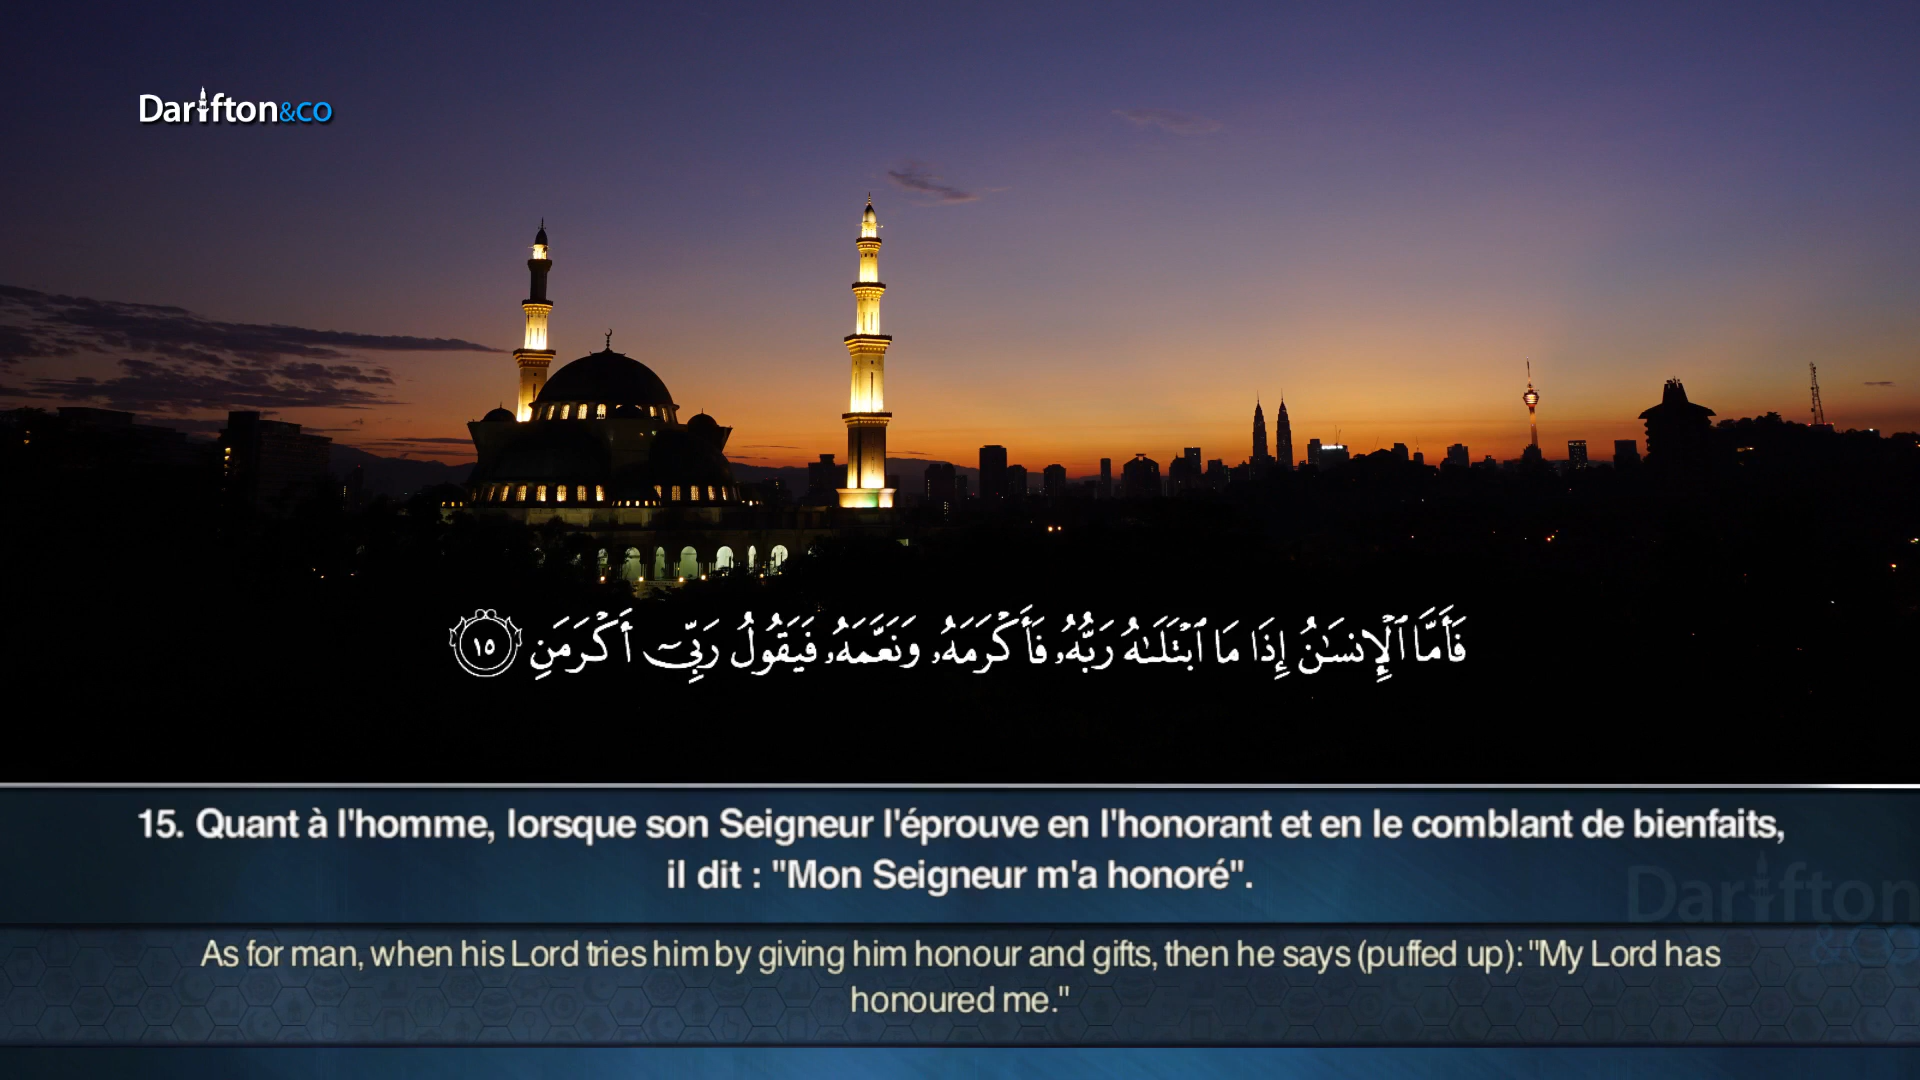 Darifton&co
فَأَمَّا ٱلْإِنسَـٰنُ إِذَا مَا ٱبْتَلَىٰهُ رَبُّهُۥ فَأَكْرَمَهُۥ وَنَعَّمَهُۥ فَيَقُولُ رَبِّىٓ أَكْرَمَنِ ١٥
15. Quant à l'homme, lorsque son Seigneur l'éprouve en l'honorant et en le comblant de bienfaits,
il dit : "Mon Seigneur m'a honoré".
Darifton
&co
As for man, when his Lord tries him by giving him honour and gifts, then he says (puffed up): "My Lord has
honoured me."